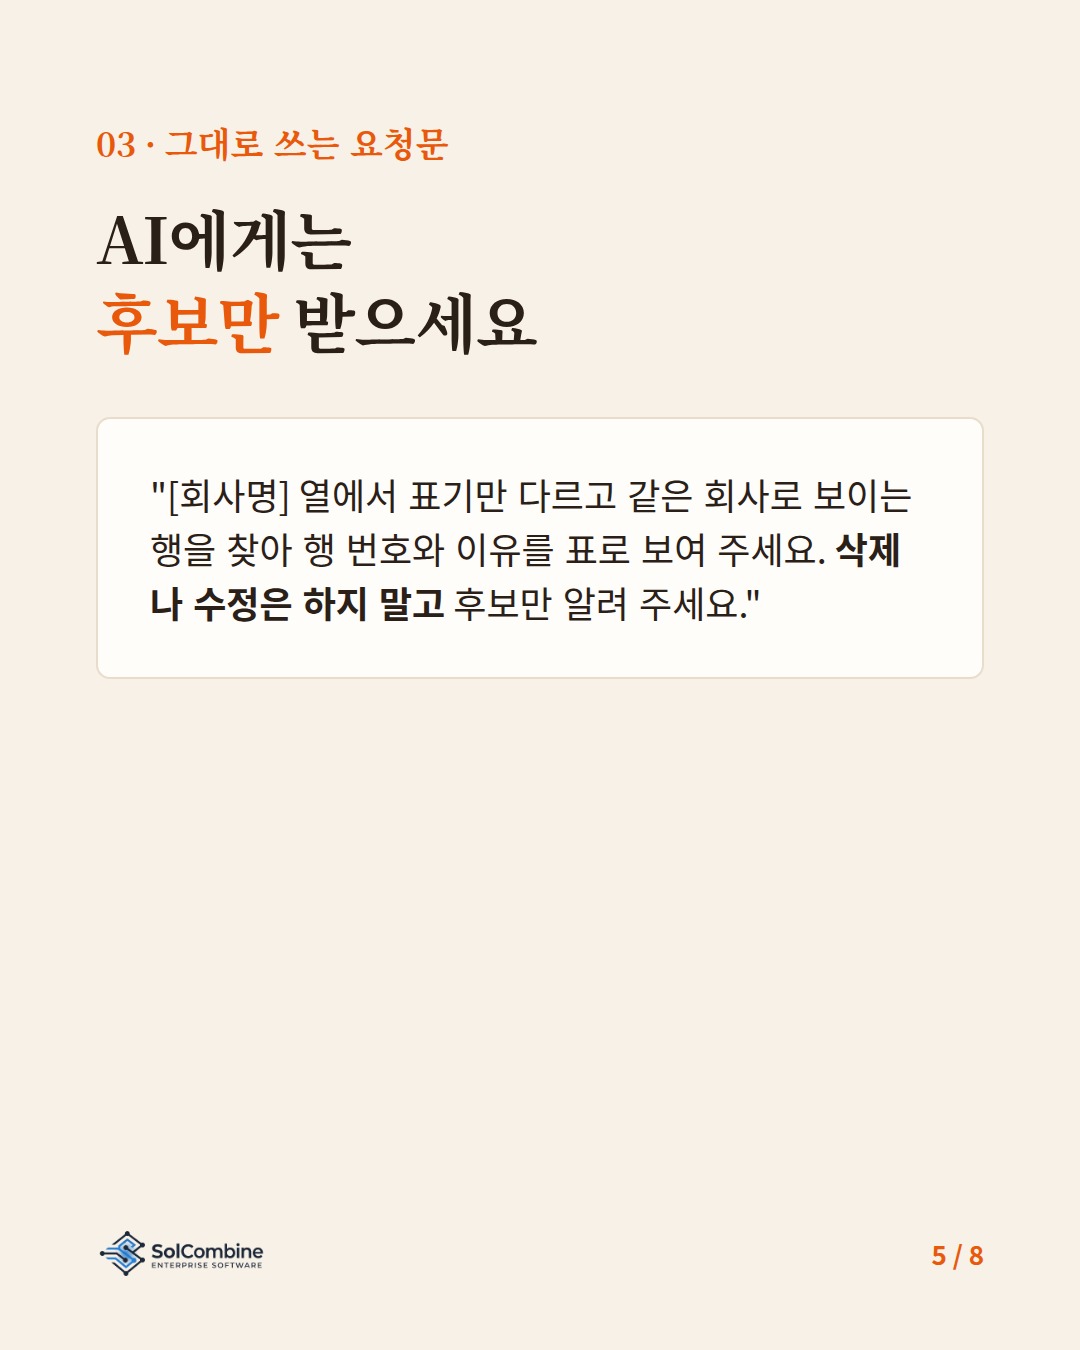 03 · 그대로 쓰는 요청문
AI에게는
후보만 받으세요
"[회사명] 열에서 표기만 다르고 같은 회사로 보이는
행을 찾아 행 번호와 이유를 표로 보여 주세요. 삭제
나 수정은 하지 말고 후보만 알려 주세요."
SolCombine
ENTERPRISE SOFTWARE
5 / 8